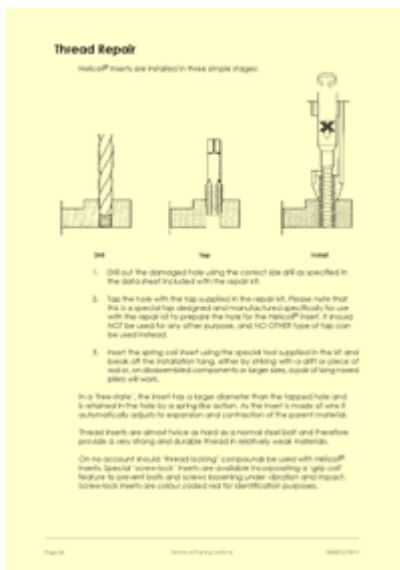 Thread Repair
Helicoil® inserts are installed in three simple stages:
Drill
Tap
Install
1. Drill out the damaged hole using the correct size drill as specified in
the data sheet included with the repair kit.
2. Tap the hole with the tap supplied in the repair kit. Please note that
this is a special tap designed and manufactured specifically for use
with the repair kit to prepare the hole for the Helicoil® insert. It should
NOT be used for any other purpose, and NO OTHER type of tap can
be used instead.
3. Insert the spring coil insert using the special tool supplied in the kit and
break off the installation tang, either by striking with a drift or piece of
rod or, on disassembled components or larger sizes, a pair of long nosed
pliers will work.
In a 'free state', the insert has a larger diameter than the tapped hole and
is retained in the hole by a spring like action. As the insert is made of wire it
automatically adjusts to expansion and contraction of the parent material.
Thread inserts are almost twice as hard as a normal steel bolt and therefore
provide a very strong and durable thread in relatively weak materials.
On no account should 'thread locking' compounds be used with Helicoil®
inserts. Special 'screw-lock' inserts are available incorporating a 'grip coil'
feature to prevent bolts and screws loosening under vibration and impact.
Screw-lock inserts are colour coded red for identification purposes.
Page
Technical Training